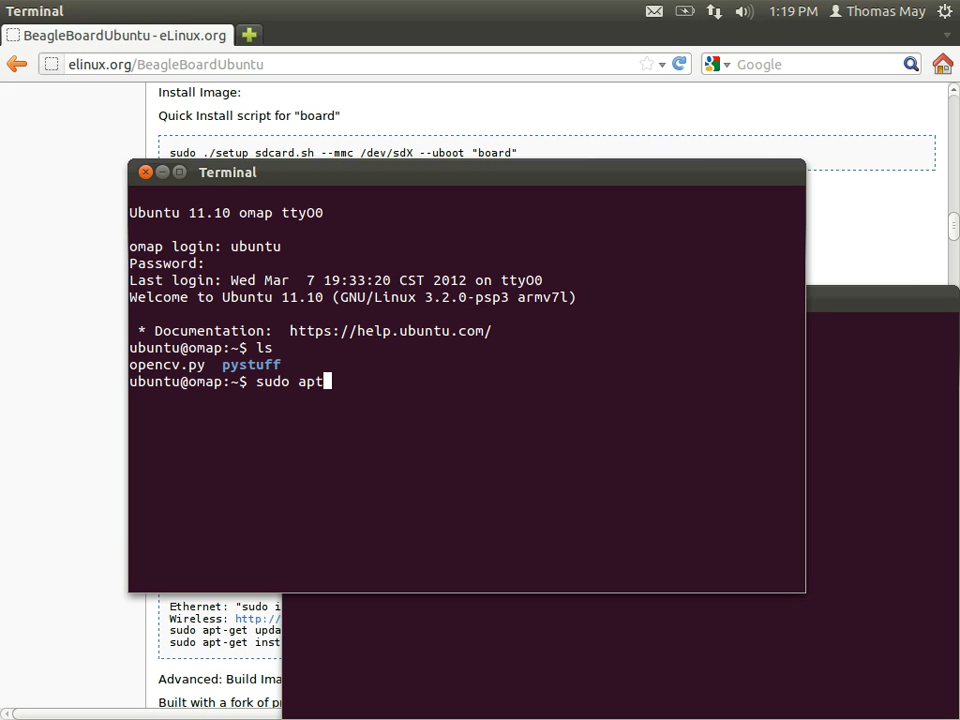 Terminal
1:19 PM
Thomas May
BeagleBoardUbuntu - eLinux.org
elinux.org/BeagleBoardUbuntu
Google
Install Image:
Quick Install script for "board"
sudo ./setup_sdcard.sh --mmc /dev/sdX --uboot "board"
Terminal
Ubuntu 11.10 omap ttyO0
omap login: ubuntu
Password:
Last login: Wed Mar  7 19:33:20 CST 2012 on ttyO0
Welcome to Ubuntu 11.10 (GNU/Linux 3.2.0-psp3 armv7l)
* Documentation:  https://help.ubuntu.com/
ubuntu@omap:~$ ls
opencv.py  pystuff
ubuntu@omap:~$ sudo apt
Ethernet: "sudo i
Wireless: http://
sudo apt-get upda
sudo apt-get inst
Advanced: Build Ima
Built with a fork of p